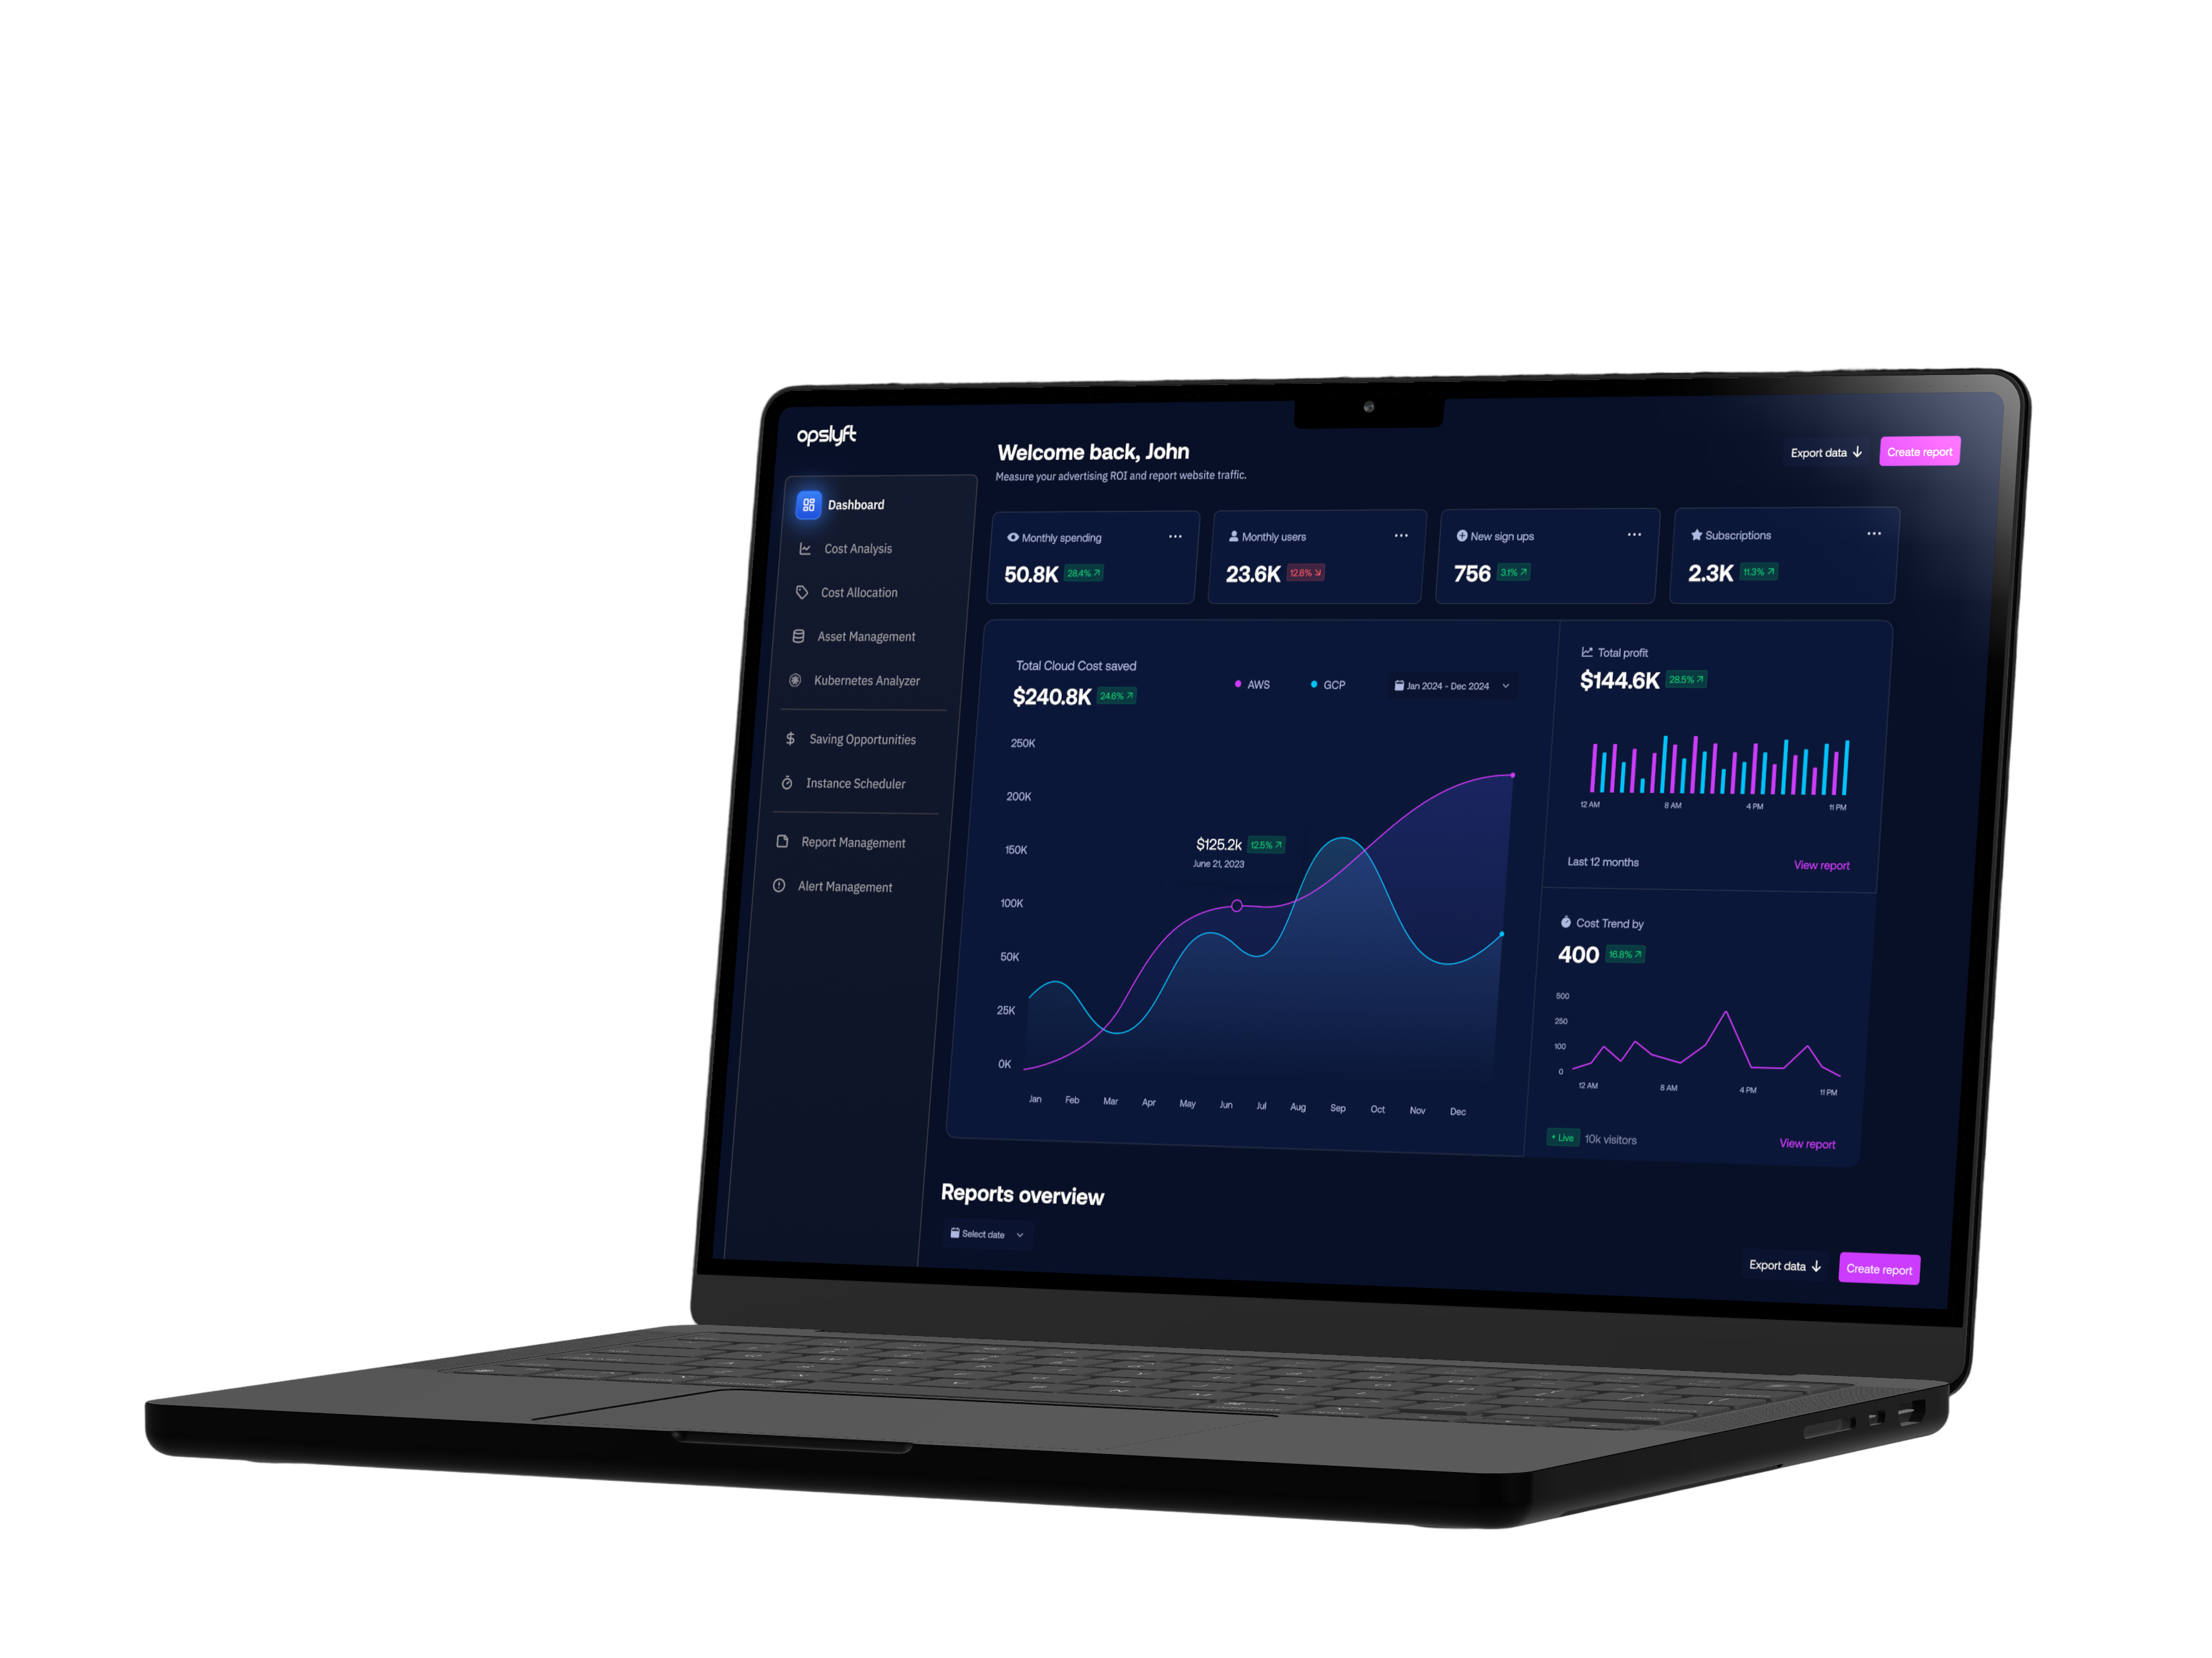 opslyft
Welcome back, John
Measure your advertising ROI and report website traffic.
Export data
Create report
Dashboard
Cost Analysis
Cost Allocation
Asset Management
Kubernetes Analyzer
Saving Opportunities
Instance Scheduler
Report Management
Alert Management
Monthly spending
50.8K 28.4%
Monthly users
23.6K 12.6%
New sign ups
756 3.1%
Subscriptions
2.3K 11.3%
Total Cloud Cost saved
$240.8K 24.6%
AWS GCP Jan 2024 - Dec 2024
250K
200K
150K
100K
50K
25K
0K
$125.2k 12.5%
June 21, 2023
Jan Feb Mar Apr May Jun Jul Aug Sep Oct Nov Dec
Total profit
$144.6K 28.5%
12 AM 8 AM 4 PM 11 PM
Last 12 months View report
Cost Trend by
400 16.8%
500
250
100
0
12 AM 8 AM 4 PM 11 PM
Live 10k visitors View report
Reports overview
Select date
Export data
Create report